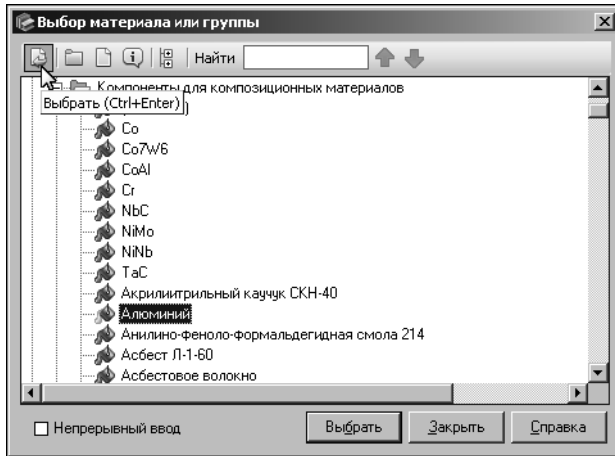 Выбор материала или группы
Найти
Компоненты для композиционных материалов
Выбрать (Ctrl+Enter)
Co
Co7W6
CoAl
Cr
NbC
NiMo
NiNb
TaC
Акрилиитрильный каучук СКН-40
Алюминий
Анилино-феноло-формальдегидная смола 214
Асбест Л-1-60
Асбестовое волокно
Непрерывный ввод
Выбрать
Закрыть
Справка